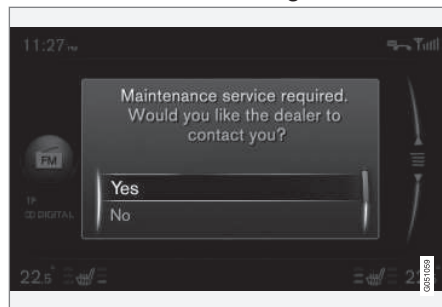 11:27
Maintenance service required.
Would you like the dealer to
contact you?
FM
Yes
TP
DIGITAL
No
22.5
22
G051059